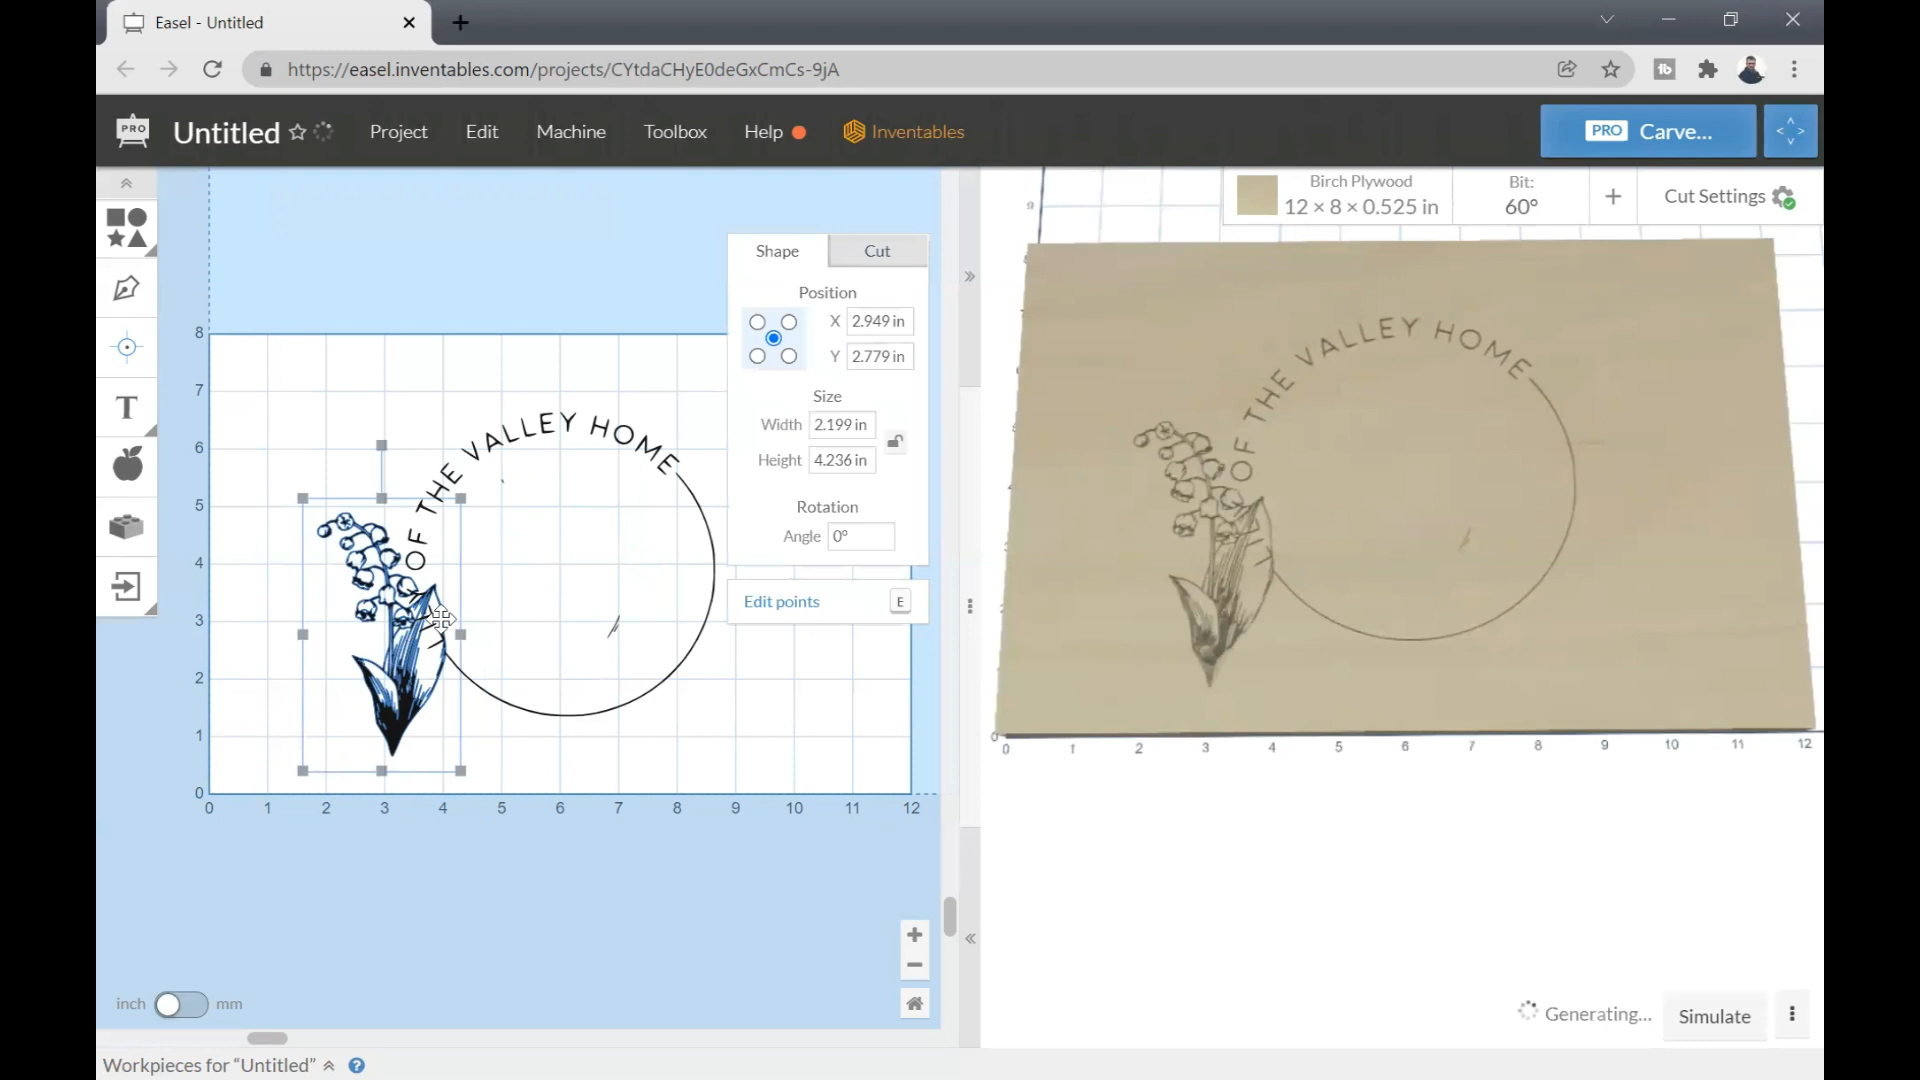 Easel - Untitled
https://easel.inventables.com/projects/CYtdaCHyE0deGxCmCs-9jA
PRO
Untitled
Project
Edit
Machine
Toolbox
Help
Inventables
PRO Carve...
Birch Plywood
12 × 8 × 0.525 in
Bit:
60°
Cut Settings
Shape
Cut
Position
X 2.949 in
Y 2.779 in
Size
Width 2.199 in
Height 4.236 in
Rotation
Angle 0°
Edit points E
T
OF THE VALLEY HOME
8
7
6
5
4
3
2
1
0
0 1 2 3 4 5 6 7 8 9 10 11 12
OF THE VALLEY HOME
0
0 1 2 3 4 5 6 7 8 9 10 11 12
inch mm
Generating...
Simulate
Workpieces for “Untitled”